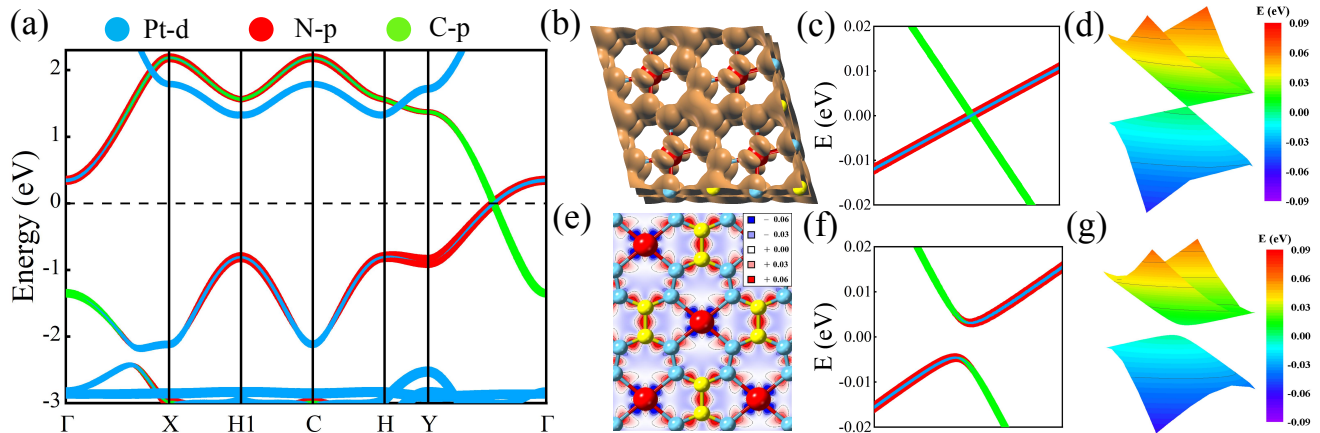 (a)
Pt-d
N-p
C-p
Energy (eV)
2
1
0
-1
-2
-3
Γ X H1 C H Y Γ
(b)
(c)
E (eV)
0.02
0.01
0.00
-0.01
-0.02
(d)
E (eV)
0.09
0.06
0.03
0.00
-0.03
-0.06
-0.09
(e)
− 0.06
− 0.03
+ 0.00
+ 0.03
+ 0.06
(f)
E (eV)
0.02
0.01
0.00
-0.01
-0.02
(g)
E (eV)
0.09
0.06
0.03
0.00
-0.03
-0.06
-0.09